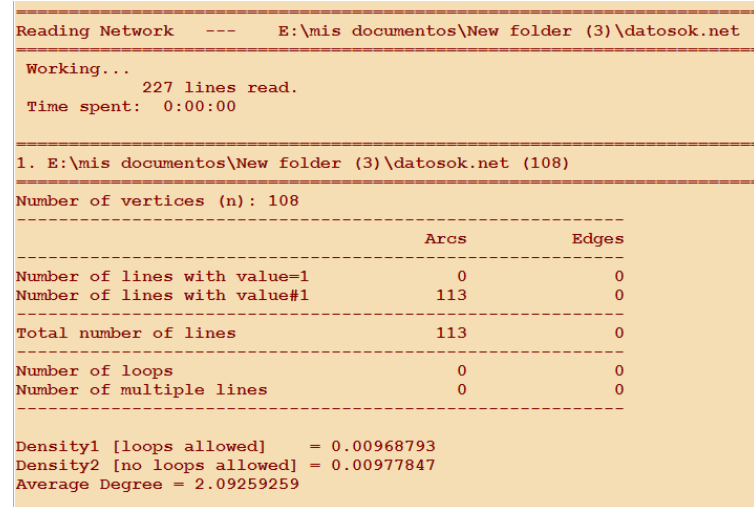 Reading Network --- E:\mis documentos\New folder (3)\datosok.net
Working...
227 lines read.
Time spent: 0:00:00
1. E:\mis documentos\New folder (3)\datosok.net (108)
Number of vertices (n): 108
Arcs Edges
Number of lines with value=1 0 0
Number of lines with value#1 113 0
Total number of lines 113 0
Number of loops 0 0
Number of multiple lines 0 0
Density1 [loops allowed] = 0.00968793
Density2 [no loops allowed] = 0.00977847
Average Degree = 2.09259259